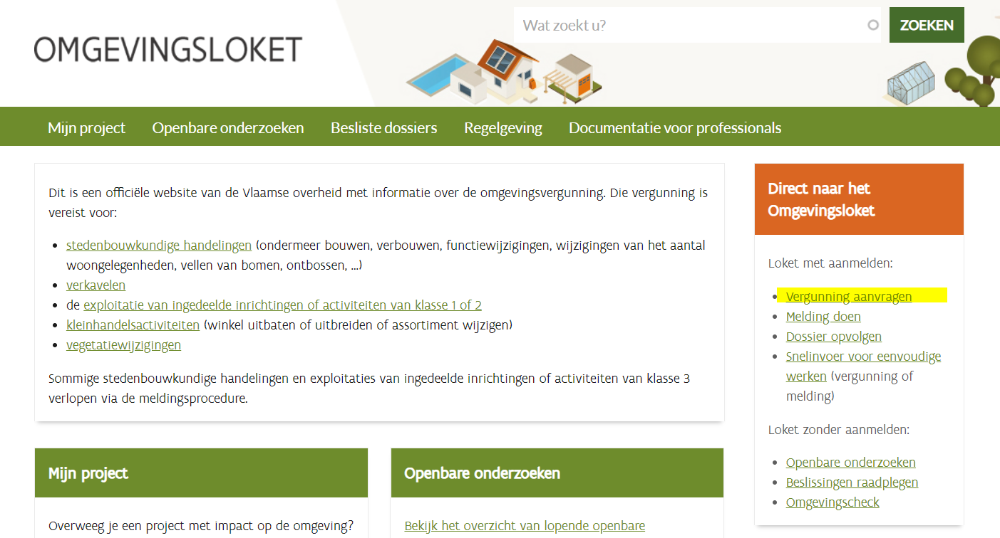 OMGEVINGSLOKET
Wat zoekt u?
ZOEKEN
Mijn project
Openbare onderzoeken
Besliste dossiers
Regelgeving
Documentatie voor professionals
Dit is een officiële website van de Vlaamse overheid met informatie over de omgevingsvergunning. Die vergunning is
vereist voor:
• stedenbouwkundige handelingen (ondermeer bouwen, verbouwen, functiewijzigingen, wijzigingen van het aantal
woongelegenheden, vellen van bomen, ontbossen, ...)
• verkavelen
• de exploitatie van ingedeelde inrichtingen of activiteiten van klasse 1 of 2
• kleinhandelsactiviteiten (winkel uitbaten of uitbreiden of assortiment wijzigen)
• vegetatiewijzigingen
Sommige stedenbouwkundige handelingen en exploitaties van ingedeelde inrichtingen of activiteiten van klasse 3
verlopen via de meldingsprocedure.
Direct naar het
Omgevingsloket
Loket met aanmelden:
• Vergunning aanvragen
• Melding doen
• Dossier opvolgen
• Snelinvoer voor eenvoudige
werken (vergunning of
melding)
Loket zonder aanmelden:
• Openbare onderzoeken
• Beslissingen raadplegen
• Omgevingscheck
Mijn project
Overweeg je een project met impact op de omgeving?
Openbare onderzoeken
Bekijk het overzicht van lopende openbare